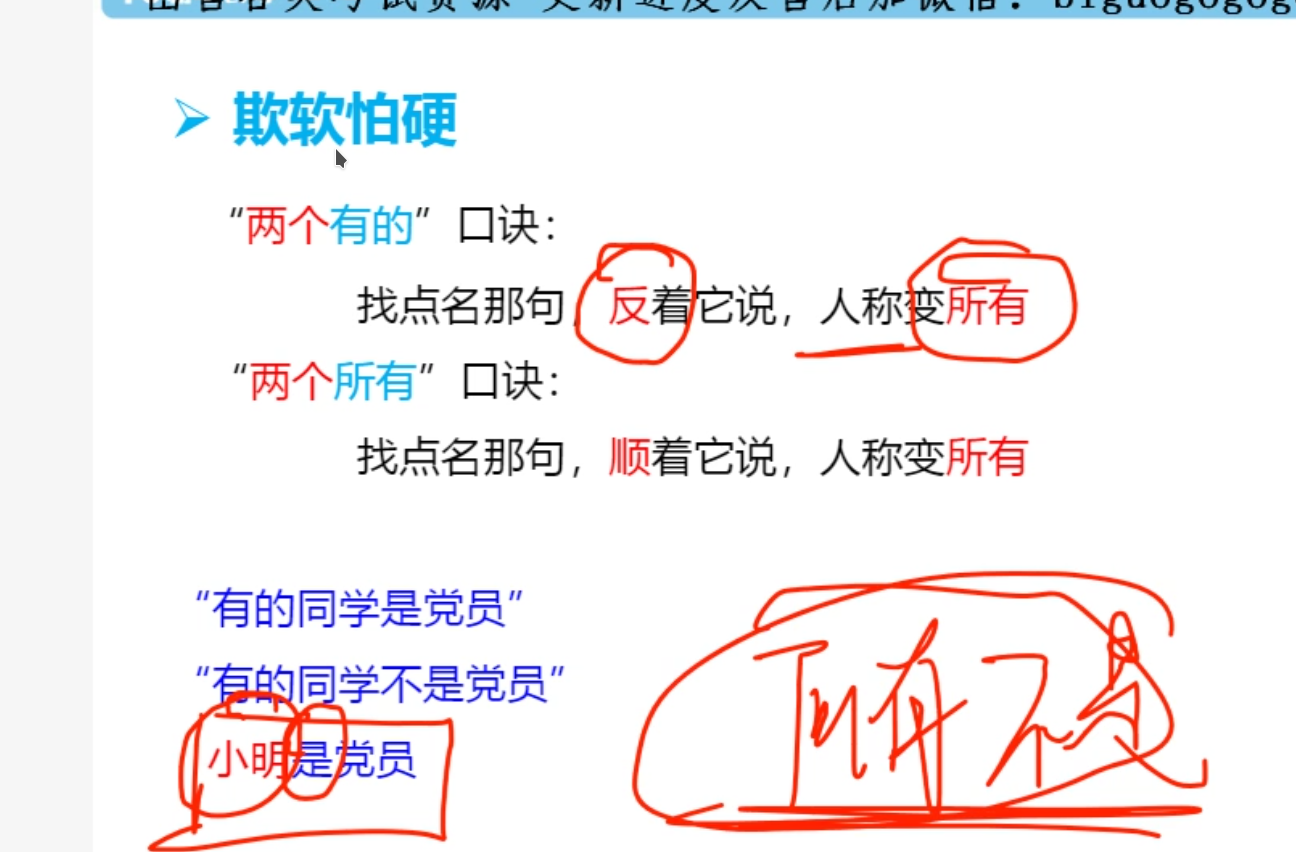 欺软怕硬
“两个有的”口诀：
找点名那句，反着它说，人称变所有
“两个所有”口诀：
找点名那句，顺着它说，人称变所有
“有的同学是党员”
“有的同学不是党员”
小明是党员
所有不是